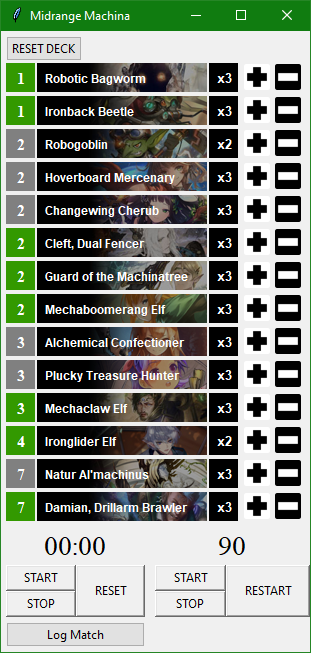 Midrange Machina
RESET DECK
1 Robotic Bagworm x3
1 Ironback Beetle x3
2 Robogoblin x2
2 Hoverboard Mercenary x3
2 Changewing Cherub x3
2 Cleft, Dual Fencer x3
2 Guard of the Machinatree x3
2 Mechaboomerang Elf x3
3 Alchemical Confectioner x3
3 Plucky Treasure Hunter x3
3 Mechaclaw Elf x3
4 Ironglider Elf x2
7 Natur Al'machinus x3
7 Damian, Drillarm Brawler x3
00:00 90
START RESET START RESTART
STOP STOP
Log Match